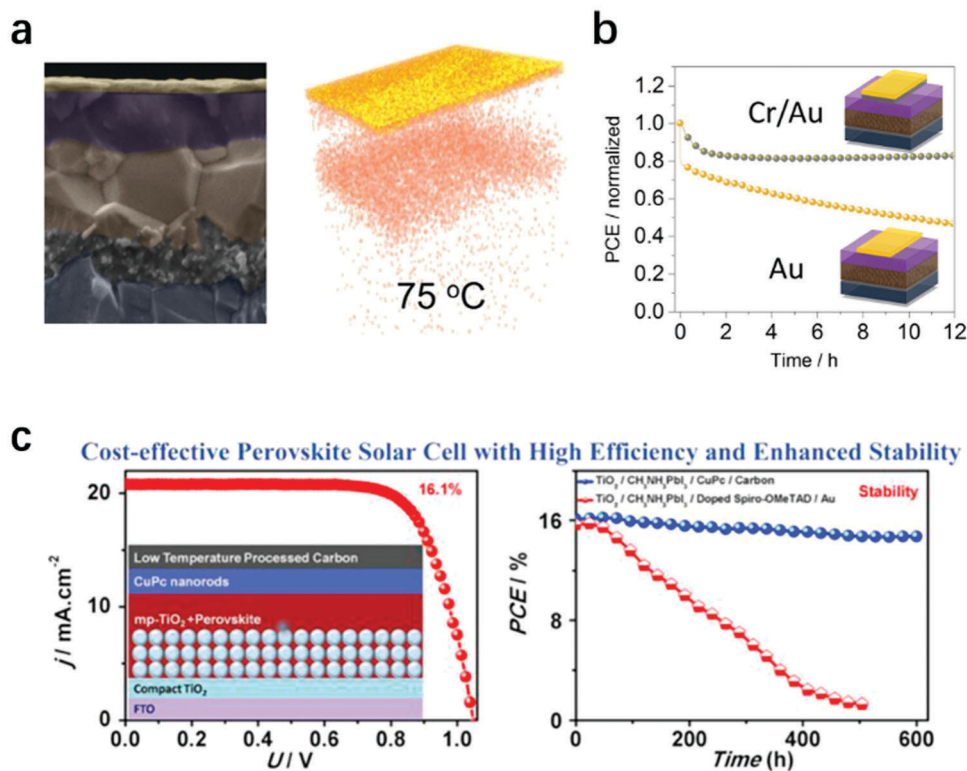 a
75 °C
b
PCE / normalized
1.2
1.0
0.8
0.6
0.4
0.2
0.0
Cr/Au
Au
0 2 4 6 8 10 12
Time / h
c
Cost-effective Perovskite Solar Cell with High Efficiency and Enhanced Stability
j / mA.cm⁻²
20
10
0
16.1%
Low Temperature Processed Carbon
CuPc nanorods
mp-TiO₂+Perovskite
Compact TiO₂
FTO
0.0 0.2 0.4 0.6 0.8 1.0
U / V
PCE / %
16
8
0
TiO₂ / CH₃NH₃PbI₃ / CuPc / Carbon
TiO₂ / CH₃NH₃PbI₃ / Doped Spiro-OMeTAD / Au
Stability
0 200 400 600
Time (h)